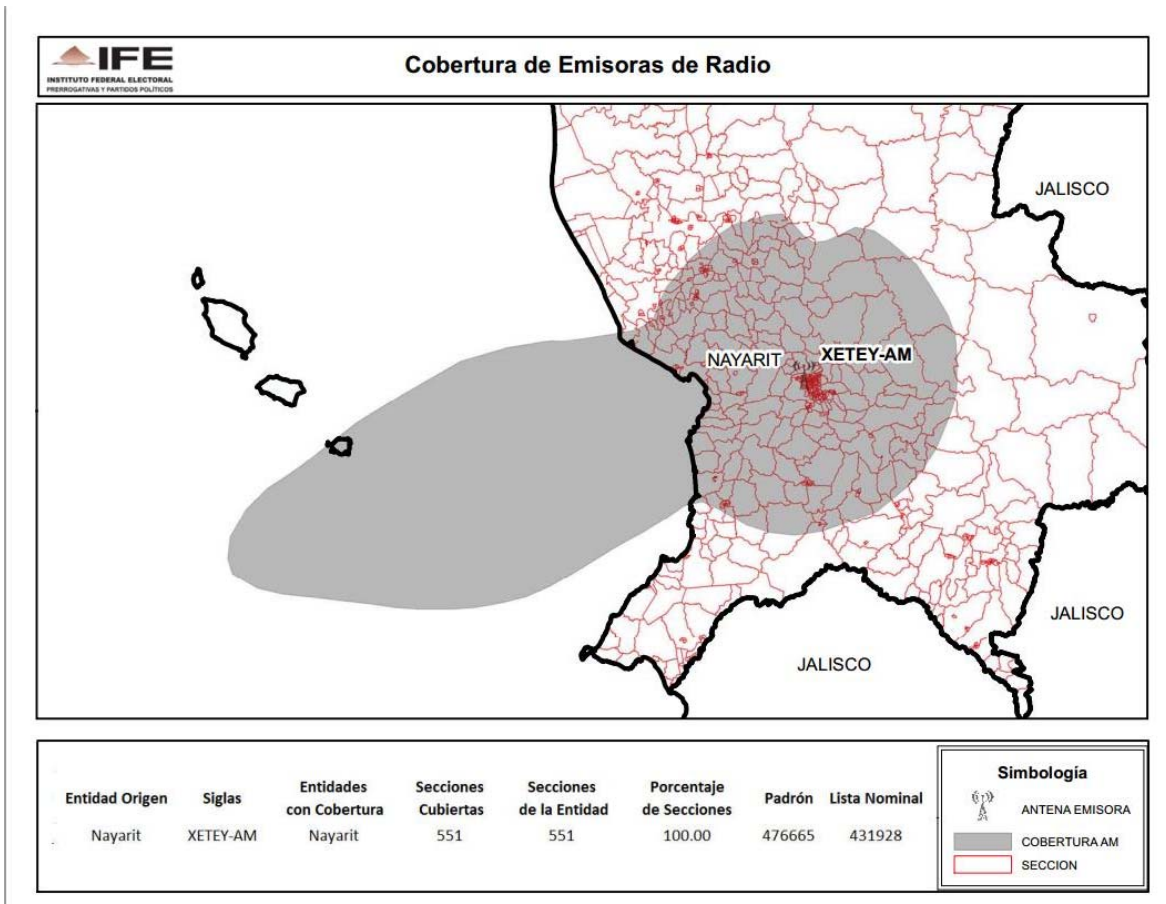 IFE
INSTITUTO FEDERAL ELECTORAL
PRERROGATIVAS Y PARTIDOS POLÍTICOS
Cobertura de Emisoras de Radio
JALISCO
NAYARIT
XETEY-AM
JALISCO
JALISCO
Entidad Origen Siglas Entidades con Cobertura Secciones Cubiertas Secciones de la Entidad Porcentaje de Secciones Padrón Lista Nominal
Nayarit XETEY-AM Nayarit 551 551 100.00 476665 431928
Simbología
ANTENA EMISORA
COBERTURA AM
SECCION